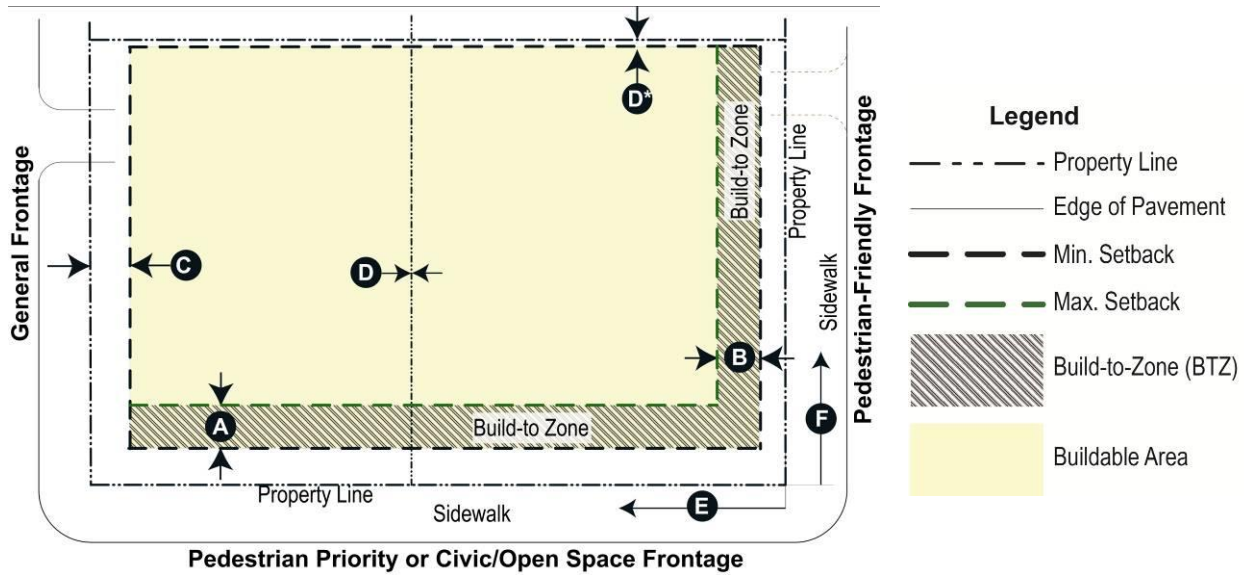 D*
Build-to Zone
Property Line
General Frontage
C
D
B
Sidewalk
Pedestrian-Friendly Frontage
A
Build-to Zone
F
Property Line
E
Sidewalk
Pedestrian Priority or Civic/Open Space Frontage
Legend
Property Line
Edge of Pavement
Min. Setback
Max. Setback
Build-to-Zone (BTZ)
Buildable Area